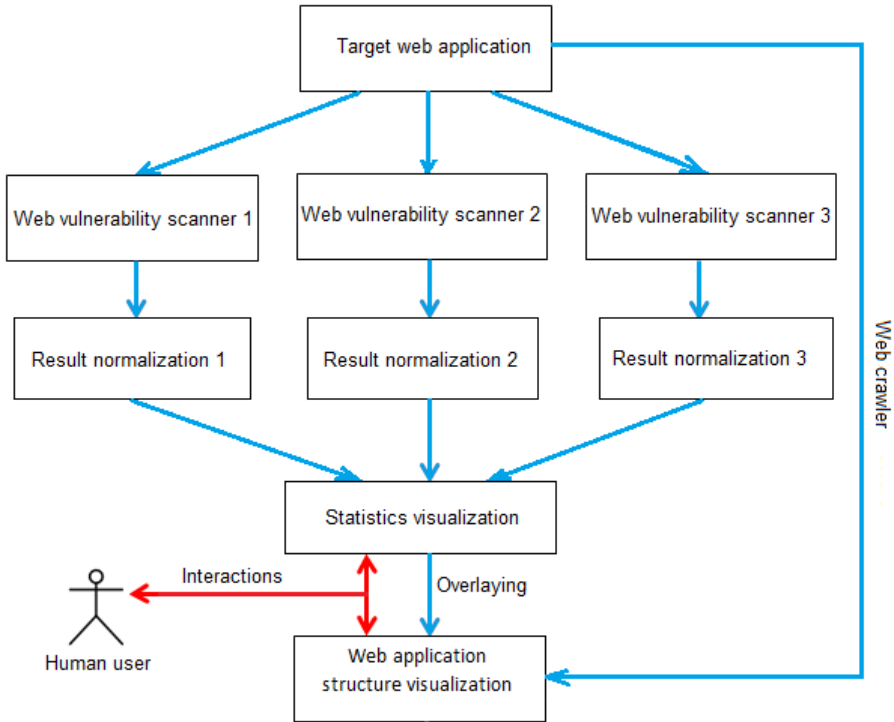 Target web application
Web vulnerability scanner 1
Web vulnerability scanner 2
Web vulnerability scanner 3
Result normalization 1
Result normalization 2
Result normalization 3
Web crawler
Statistics visualization
Interactions
Overlaying
Human user
Web application
structure visualization